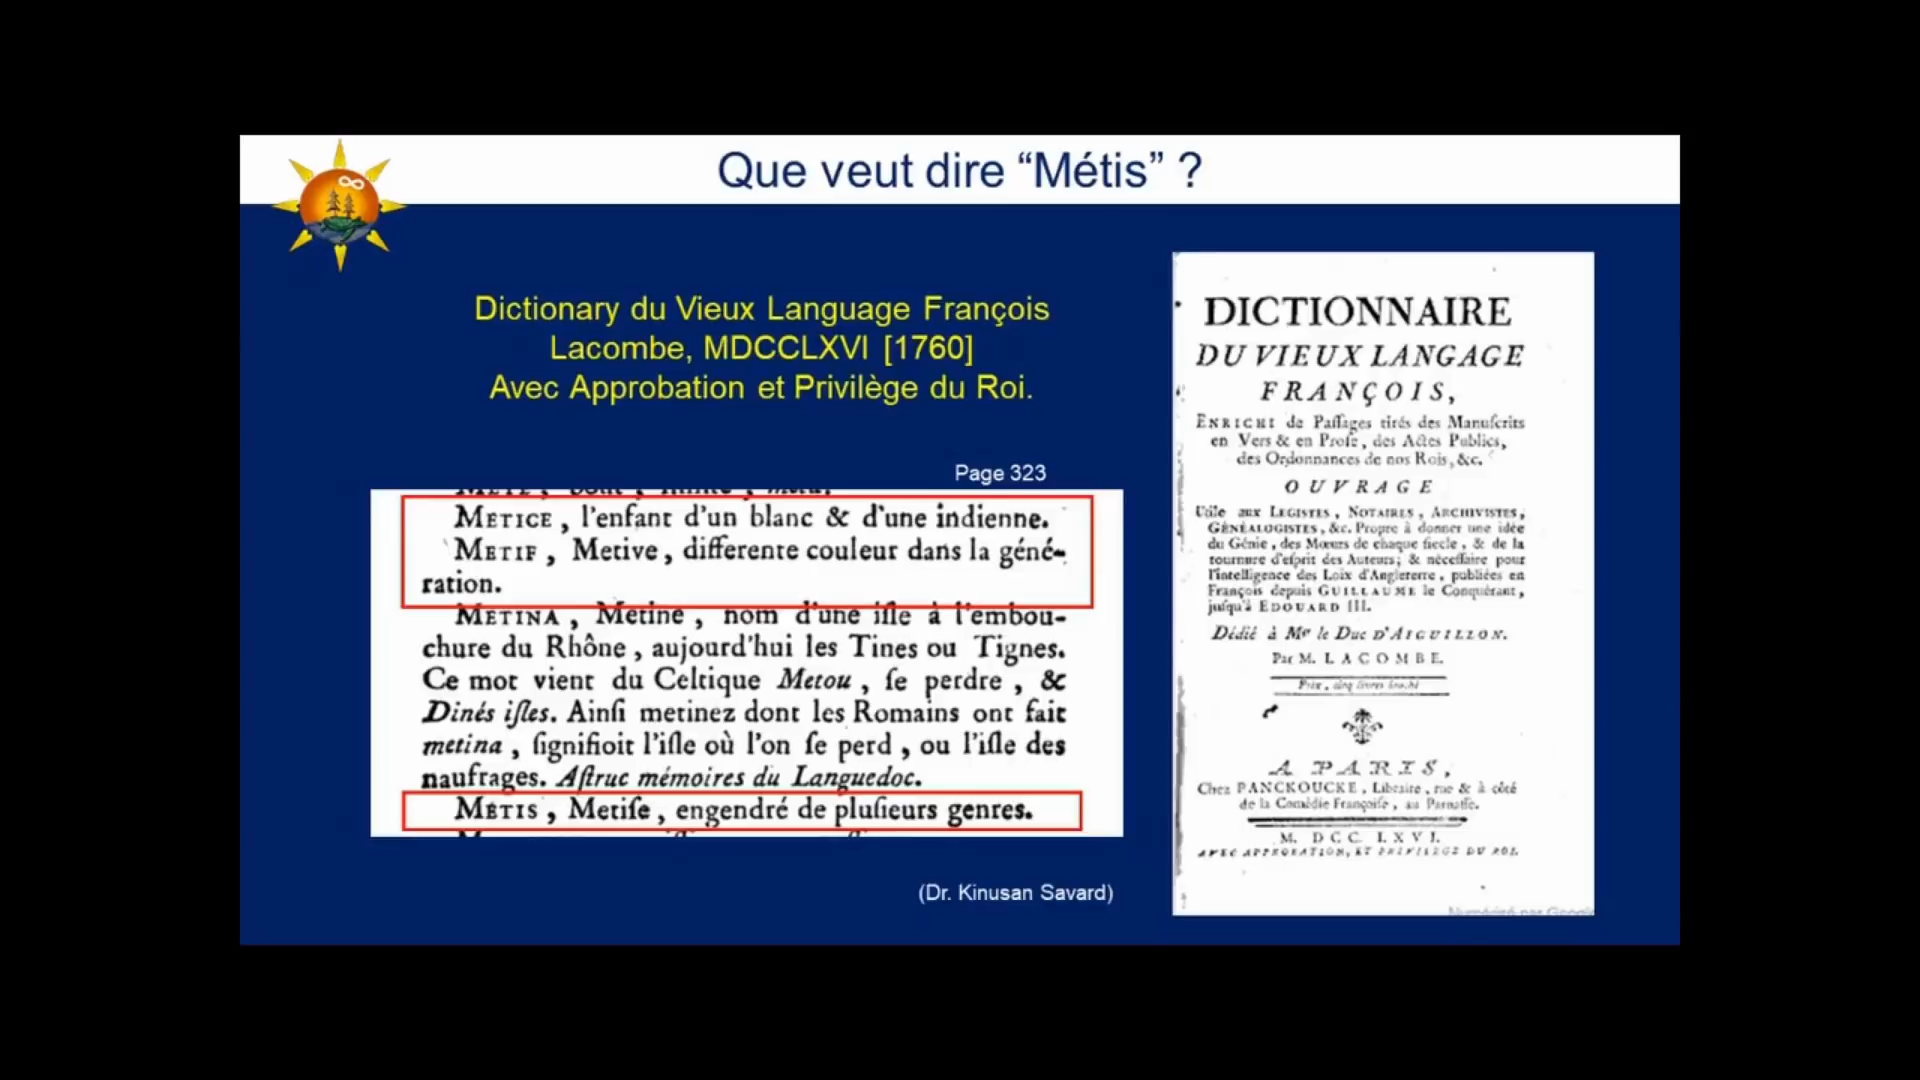 Que veut dire “Métis” ?
Dictionary du Vieux Language François
Lacombe, MDCCLXVI [1760]
Avec Approbation et Privilège du Roi.
Page 323
METICE, l'enfant d'un blanc & d'une indienne.
METIF, Metive, differente couleur dans la géné-
ration.
METINA, Metine, nom d'une iſle à l'embou-
chure du Rhône, aujourd'hui les Tines ou Tignes.
Ce mot vient du Celtique Metou, ſe perdre, &
Dinés iſles. Ainſi metinez dont les Romains ont fait
metina, ſignifioit l'iſle où l'on ſe perd, ou l'iſle des
naufrages. Aſtruc mémoires du Languedoc.
METIS, Metiſe, engendré de pluſieurs genres.
(Dr. Kinusan Savard)
DICTIONNAIRE
DU VIEUX LANGAGE
FRANÇOIS,
ENRICHI de Paſſages tirés des Manuſcrits
en Vers & en Proſe, des Actes Publics,
des Ordonnances de nos Rois, &c.
OUVRAGE
Utile aux LEGISTES, NOTAIRES, ARCHIVISTES,
GÉNÉALOGISTES, &c. Propre à donner une idée
du Génie, des Mœurs de chaque ſiecle, & de la
tournure d'eſprit des Auteurs; & néceſſaire pour
l'intelligence des Loix d'Angleterre, publiées en
François depuis GUILLAUME le Conquérant,
juſqu'à EDOUARD III.
Dédié à Mgr le Duc D'AIGUILLON.
Par M. LACOMBE.
Prix, cinq livres broché
A PARIS,
Chez PANCKOUCKE, Libraire, rue & à côté
de la Comédie Françoiſe, au Parnaſſe.
M. DCC. LXVI.
AVEC APPROBATION, ET PRIVILEGE DU ROI.
Numérisé par Google